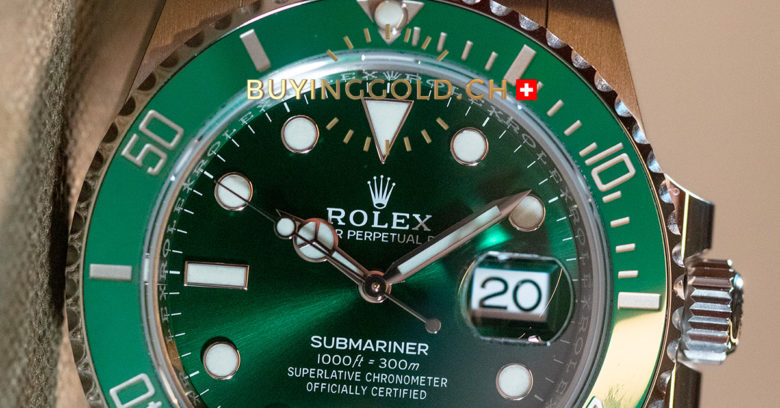 BUYINGGOLD.CH
50
10
ROLEX
PERPETUAL
20
SUBMARINER
1000ft = 300m
SUPERLATIVE CHRONOMETER
OFFICIALLY CERTIFIED